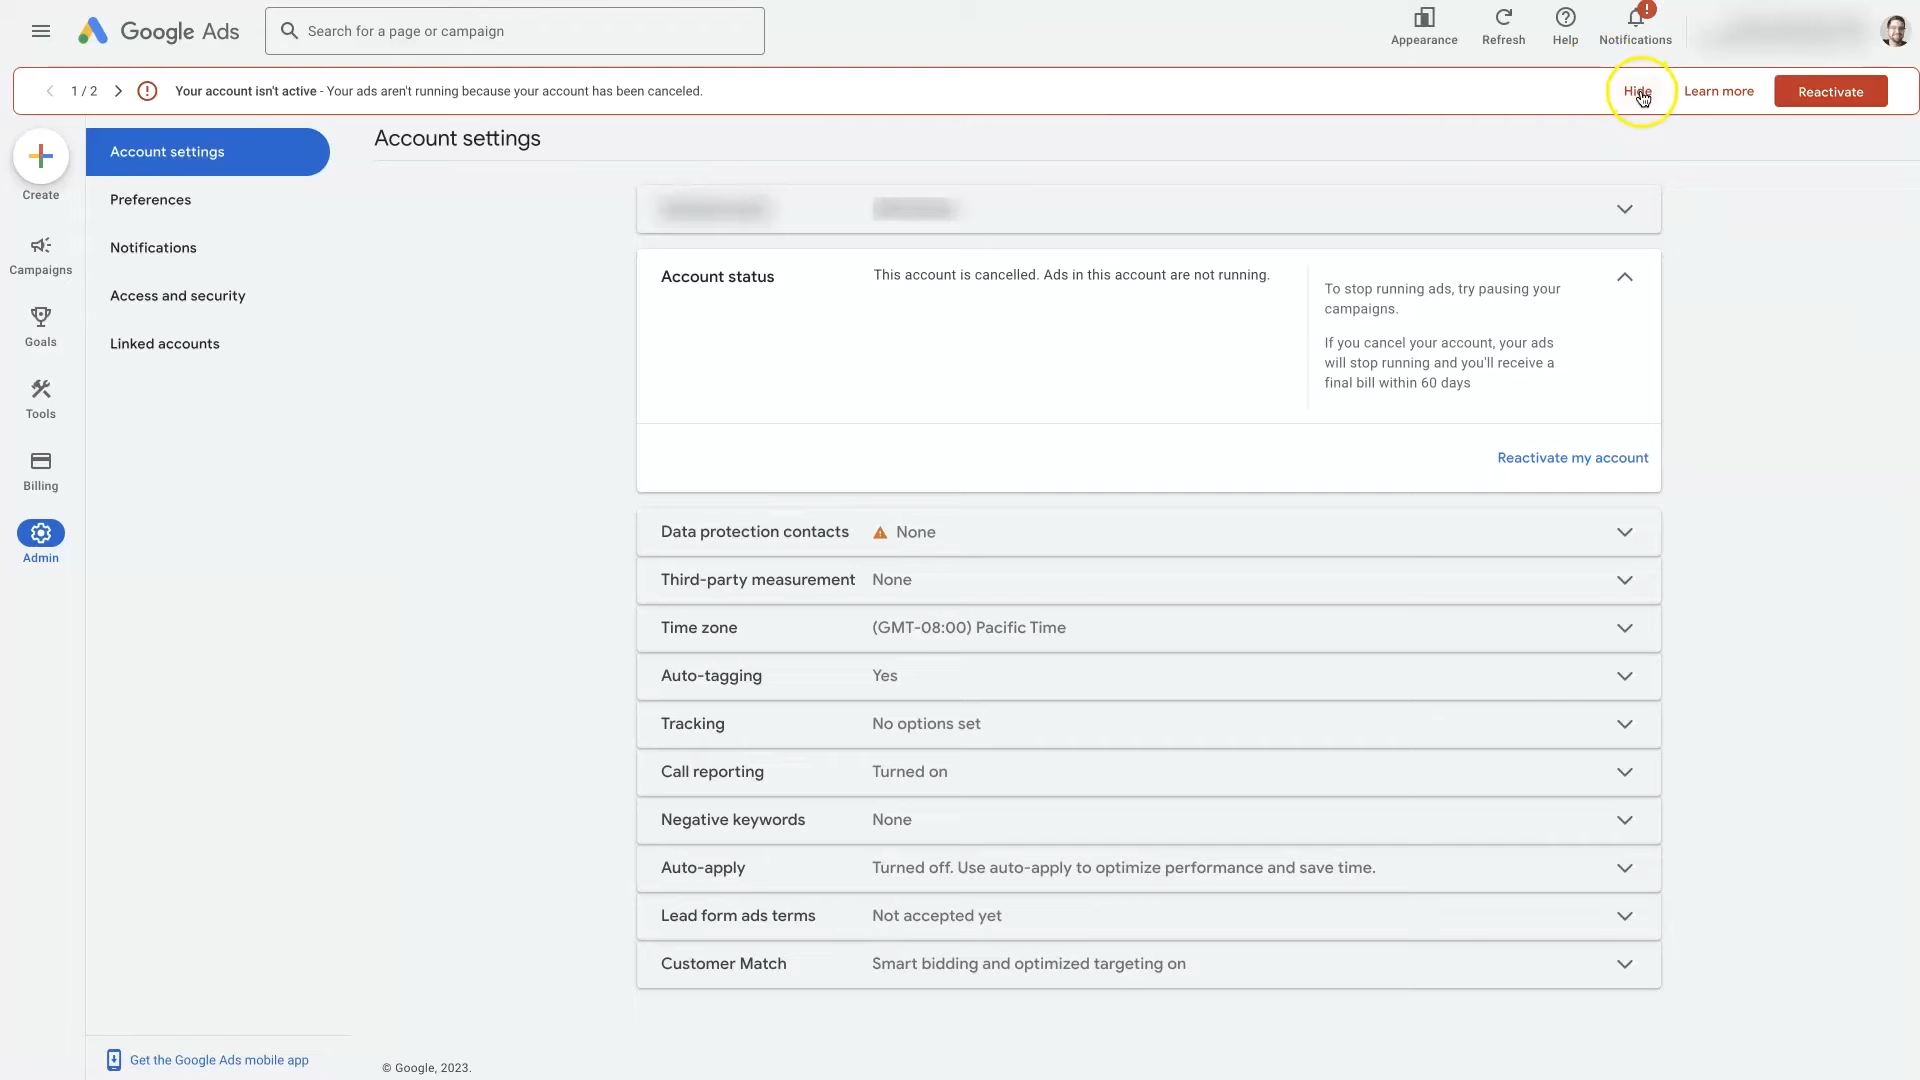 Google Ads
Search for a page or campaign
Appearance
Refresh
Help
!
Notifications
1 / 2
Your account isn't active - Your ads aren't running because your account has been canceled.
Hide
Learn more
Reactivate
Create
Campaigns
Goals
Tools
Billing
Admin
Account settings
Preferences
Notifications
Access and security
Linked accounts
Account settings
Account status
This account is cancelled. Ads in this account are not running.
To stop running ads, try pausing your
campaigns.
If you cancel your account, your ads
will stop running and you'll receive a
final bill within 60 days
Reactivate my account
Data protection contacts None
Third-party measurement None
Time zone (GMT-08:00) Pacific Time
Auto-tagging Yes
Tracking No options set
Call reporting Turned on
Negative keywords None
Auto-apply Turned off. Use auto-apply to optimize performance and save time.
Lead form ads terms Not accepted yet
Customer Match Smart bidding and optimized targeting on
Get the Google Ads mobile app
© Google, 2023.